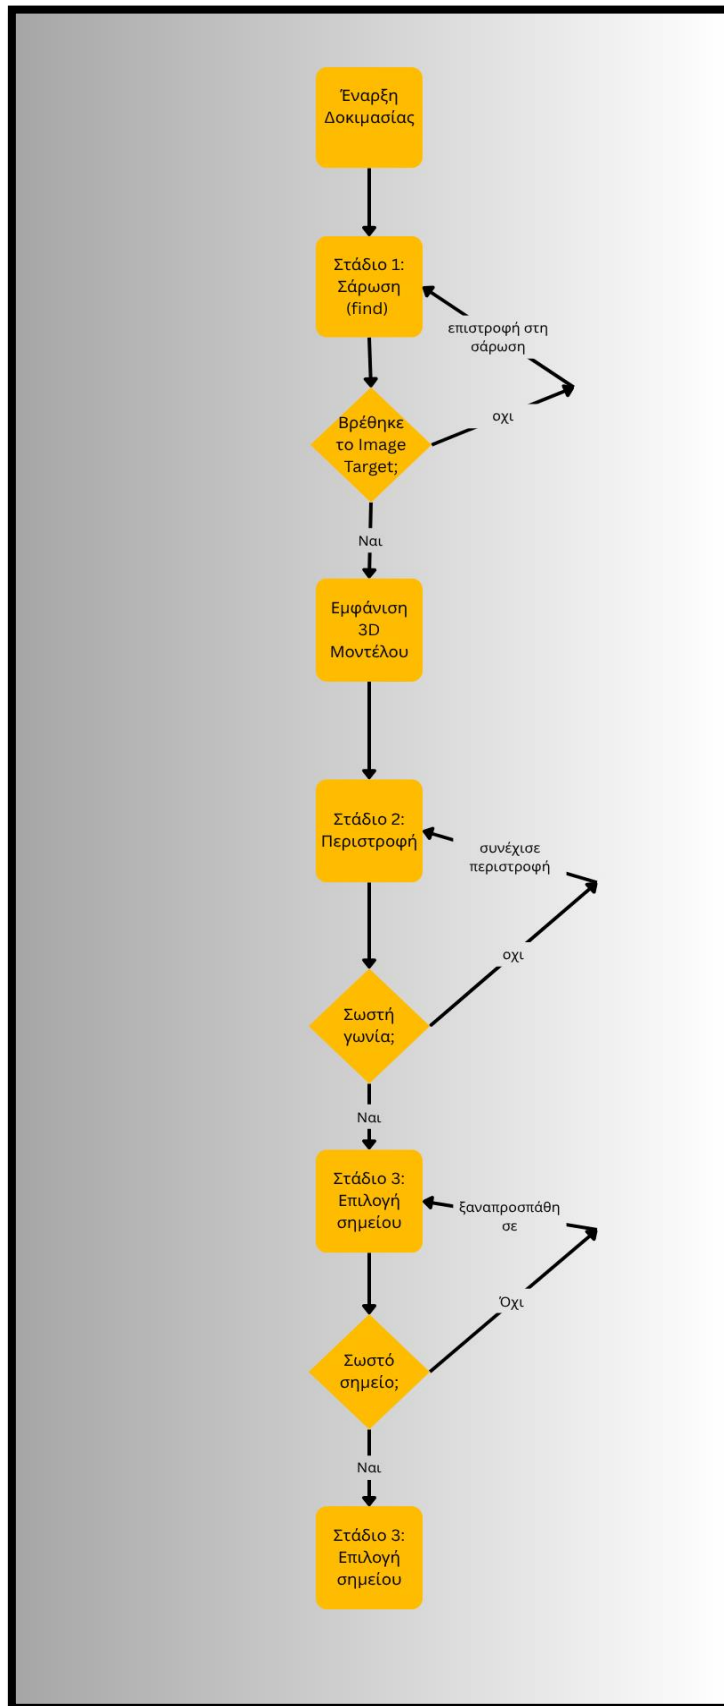 Έναρξη
Δοκιμασίας
Στάδιο 1:
Σάρωση
(find)
επιστροφή στη
σάρωση
οχι
Βρέθηκε
το Image
Target;
Ναι
Εμφάνιση
3D
Μοντέλου
Στάδιο 2:
Περιστροφή
συνέχισε
περιστροφή
οχι
Σωστή
γωνία;
Ναι
Στάδιο 3:
Επιλογή
σημείου
ξαναπροσπάθη
σε
Όχι
Σωστό
σημείο;
Ναι
Στάδιο 3:
Επιλογή
σημείου